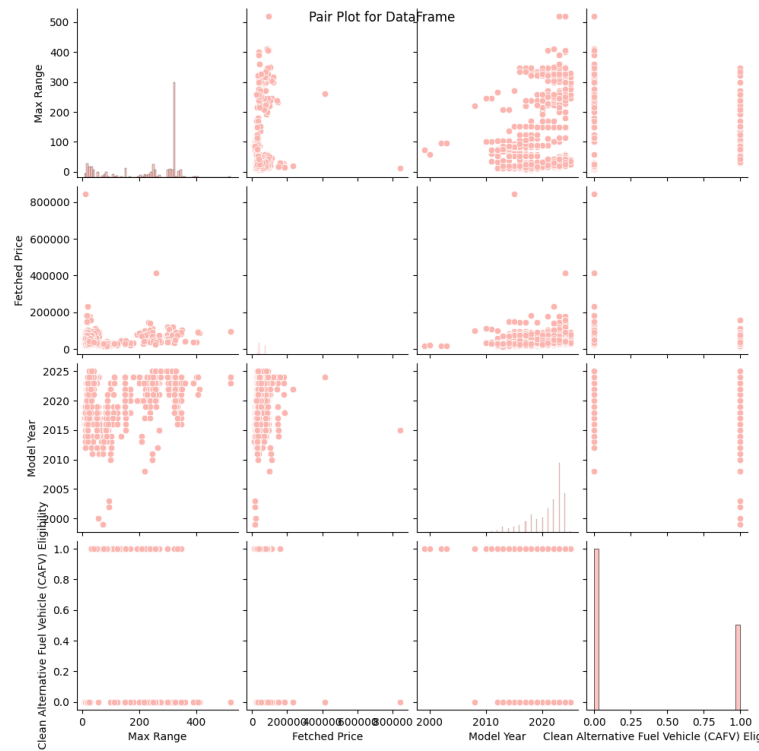 Pair Plot for DataFrame
500
400
300
200
100
0
Max Range
800000
600000
400000
200000
0
Fetched Price
2025
2020
2015
2010
2005
2000
Model Year
1.0
0.8
0.6
0.4
0.2
0.0
Clean Alternative Fuel Vehicle (CAFV) Eligibility
0 200 400
Max Range
0 200000 400000 600000 800000
Fetched Price
2000 2010 2020
Model Year
0.00 0.25 0.50 0.75 1.00
Clean Alternative Fuel Vehicle (CAFV) Elig